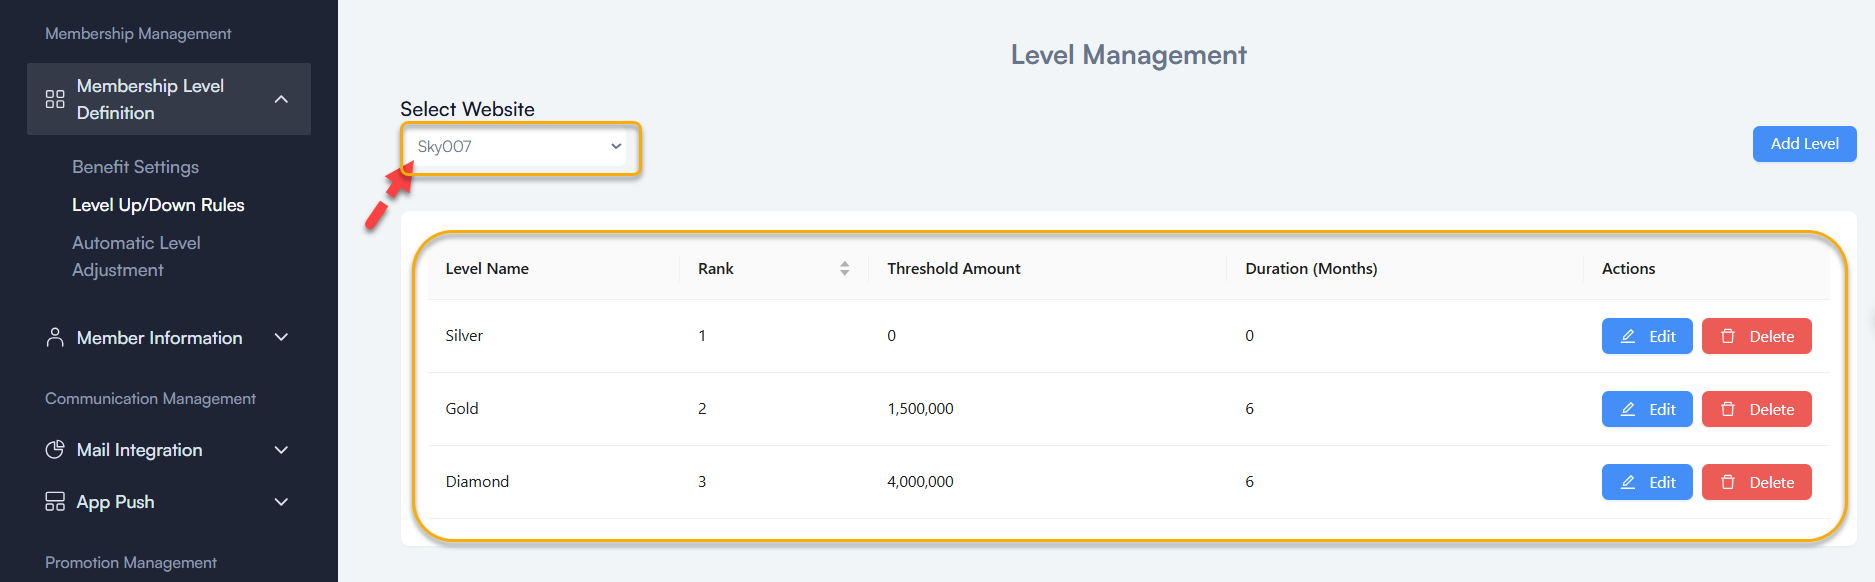 Membership Management
Membership Level
Definition
Benefit Settings
Level Up/Down Rules
Automatic Level
Adjustment
Member Information
Communication Management
Mail Integration
App Push
Promotion Management
Level Management
Select Website
Sky007
Add Level
Level Name Rank Threshold Amount Duration (Months) Actions
Silver 1 0 0 Edit Delete
Gold 2 1,500,000 6 Edit Delete
Diamond 3 4,000,000 6 Edit Delete